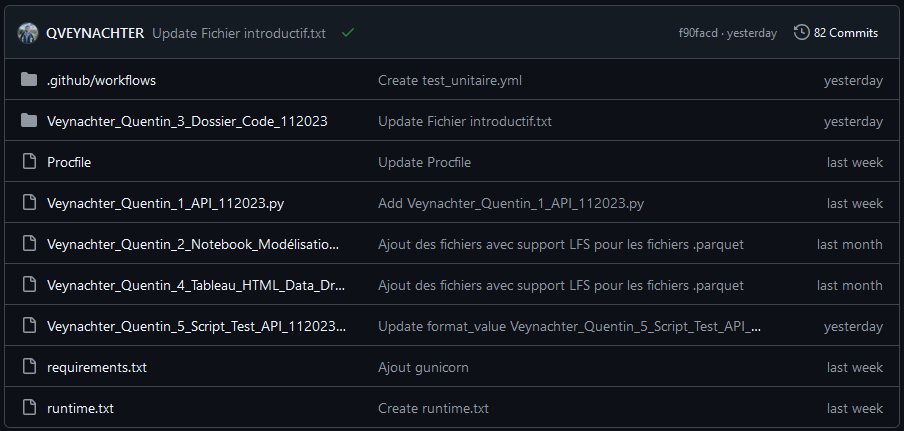 QVEYNACHTER Update Fichier introductif.txt f90facd · yesterday 82 Commits
.github/workflows Create test_unitaire.yml yesterday
Veynachter_Quentin_3_Dossier_Code_112023 Update Fichier introductif.txt yesterday
Procfile Update Procfile last week
Veynachter_Quentin_1_API_112023.py Add Veynachter_Quentin_1_API_112023.py last week
Veynachter_Quentin_2_Notebook_Modélisatio... Ajout des fichiers avec support LFS pour les fichiers .parquet last month
Veynachter_Quentin_4_Tableau_HTML_Data_Dr... Ajout des fichiers avec support LFS pour les fichiers .parquet last month
Veynachter_Quentin_5_Script_Test_API_112023... Update format_value Veynachter_Quentin_5_Script_Test_API_... yesterday
requirements.txt Ajout gunicorn last week
runtime.txt Create runtime.txt last week